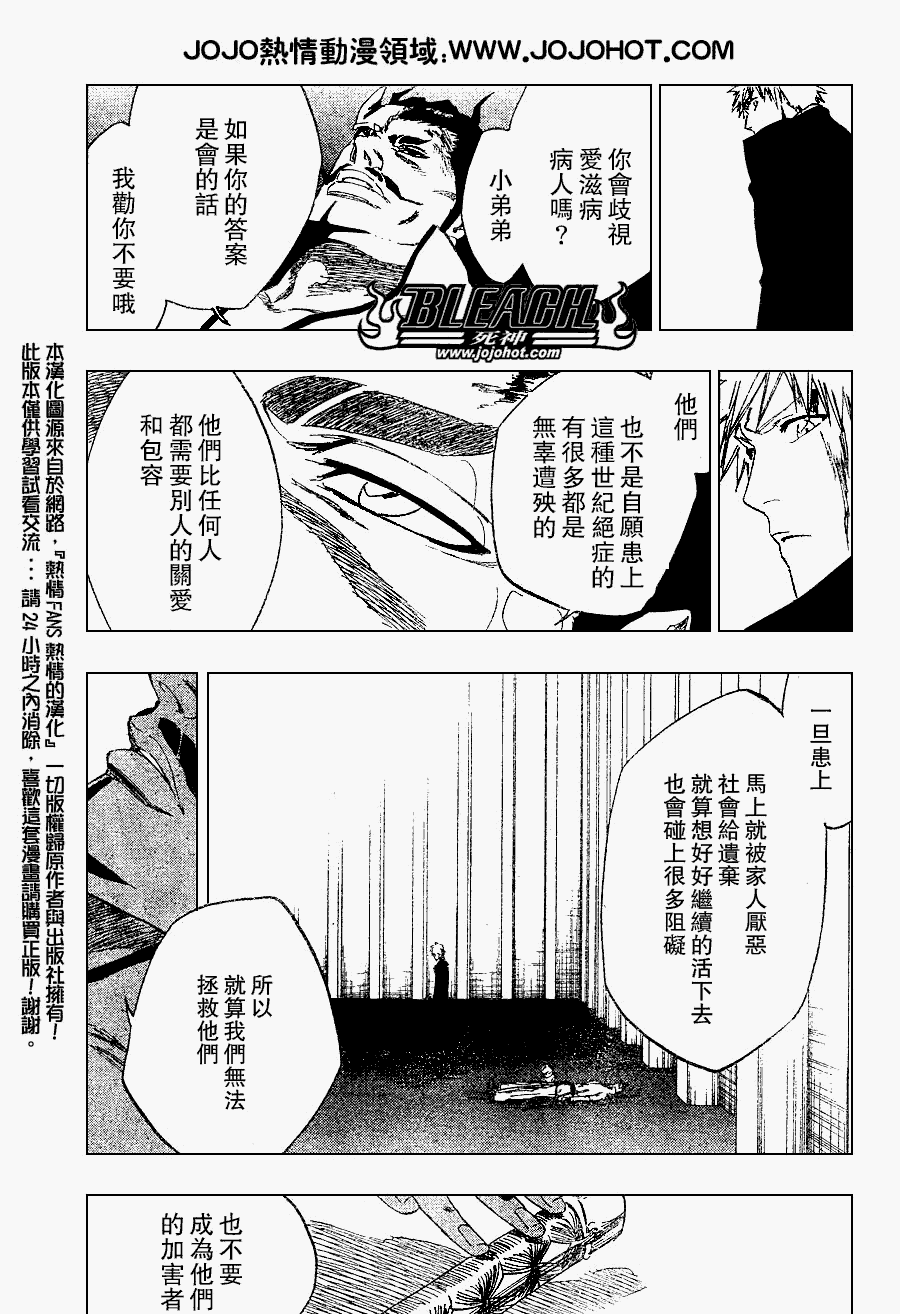 JOJO熱情動漫領域:WWW.JOJOHOT.COM
你會歧視
愛滋病
病人嗎？
小弟弟
如果你的答案
是會的話
我勸你不要哦
BLEACH
死神
www.jojohot.com
他們
也不是自願患上
這種世紀絕症的
有很多都是
無辜遭殃的
他們比任何人
都需要別人的關愛
和包容
一旦患上
馬上就被家人厭惡
社會給遺棄
就算想好好繼續的活下去
也會碰上很多阻礙
所以
就算我們無法
拯救他們
也不要
成為他們
的加害者
本漢化圖源來自於網路，『熱情FANS熱情的漢化』一切版權歸原作者與出版社擁有！
此版本僅供學習試看交流...請24小時之內消除，喜歡這套漫畫請購買正版！謝謝。